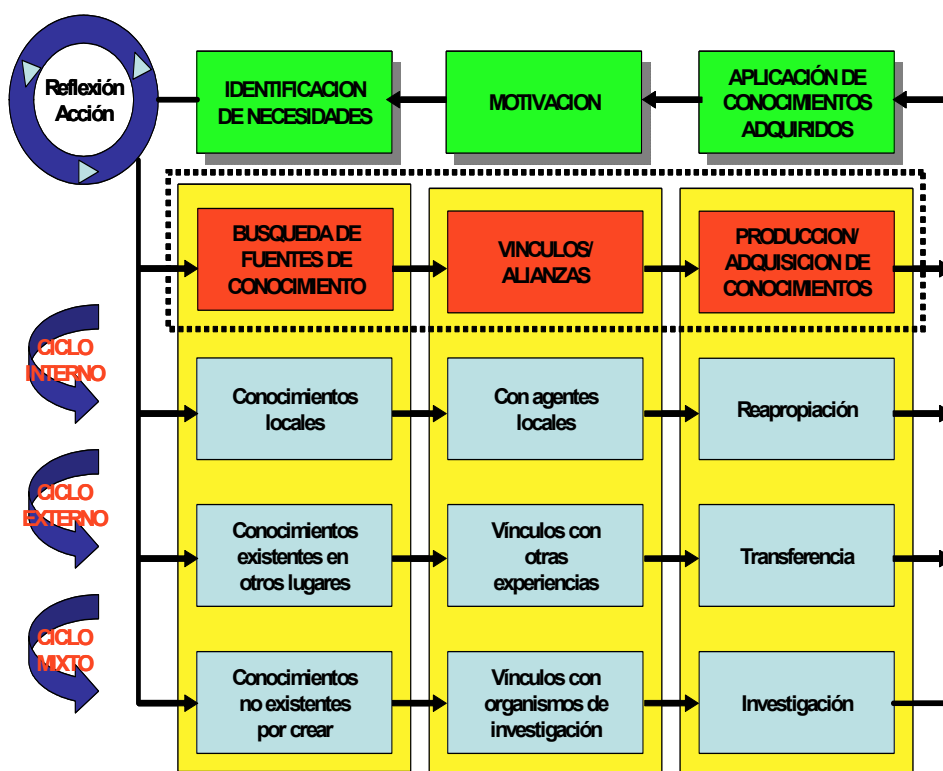 Reflexión
Acción
IDENTIFICACION
DE NECESIDADES
MOTIVACION
APLICACIÓN DE
CONOCIMIENTOS
ADQUIRIDOS
BUSQUEDA DE
FUENTES DE
CONOCIMIENTO
VINCULOS/
ALIANZAS
PRODUCCION/
ADQUISICION DE
CONOCIMIENTOS
CICLO
INTERNO
Conocimientos
locales
Con agentes
locales
Reapropiación
CICLO
EXTERNO
Conocimientos
existentes en
otros lugares
Vínculos con
otras
experiencias
Transferencia
CICLO
MIXTO
Conocimientos
no existentes
por crear
Vínculos con
organismos de
investigación
Investigación